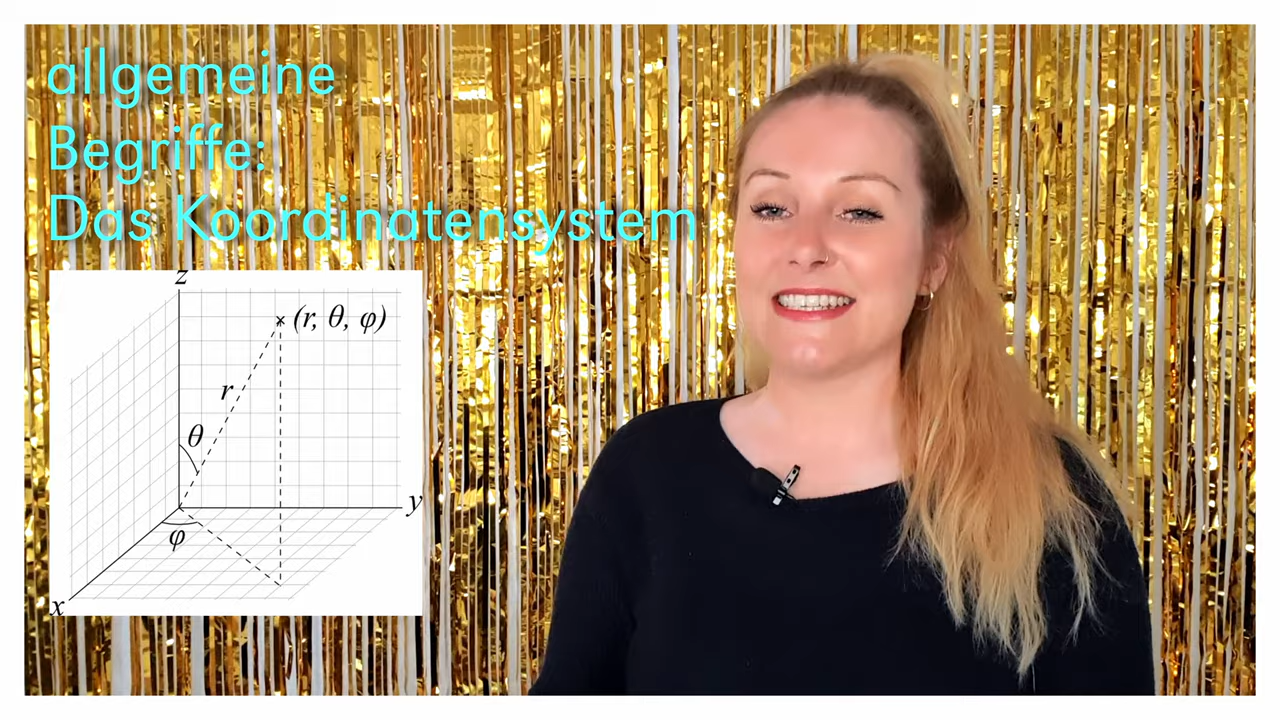 allgemeine
Begriffe:
Das Koordinatensystem
z
(r, θ, φ)
r
θ
y
φ
x